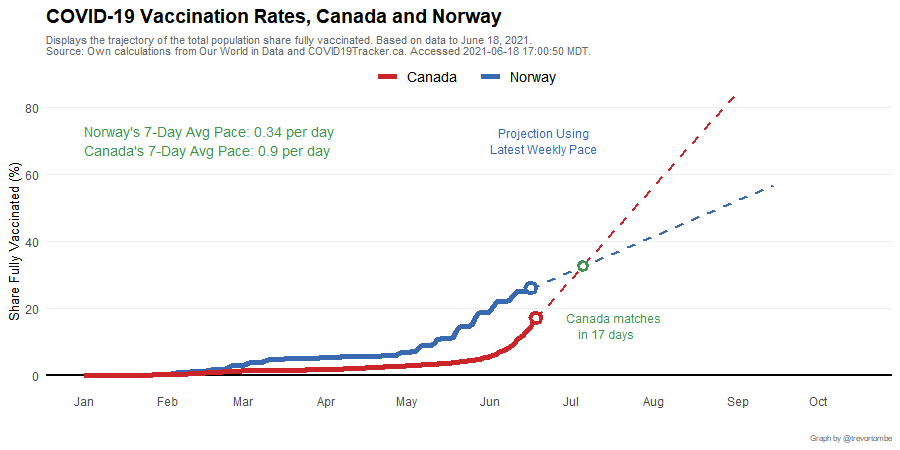 COVID-19 Vaccination Rates, Canada and Norway
Displays the trajectory of the total population share fully vaccinated. Based on data to June 18, 2021.
Source: Own calculations from Our World in Data and COVID19Tracker.ca. Accessed 2021-06-18 17:00:50 MDT.
Canada Norway
80
Norway's 7-Day Avg Pace: 0.34 per day
Canada's 7-Day Avg Pace: 0.9 per day
Projection Using
Latest Weekly Pace
60
Share Fully Vaccinated (%)
40
20
Canada matches
in 17 days
0
Jan Feb Mar Apr May Jun Jul Aug Sep Oct
Graph by @trevortombe